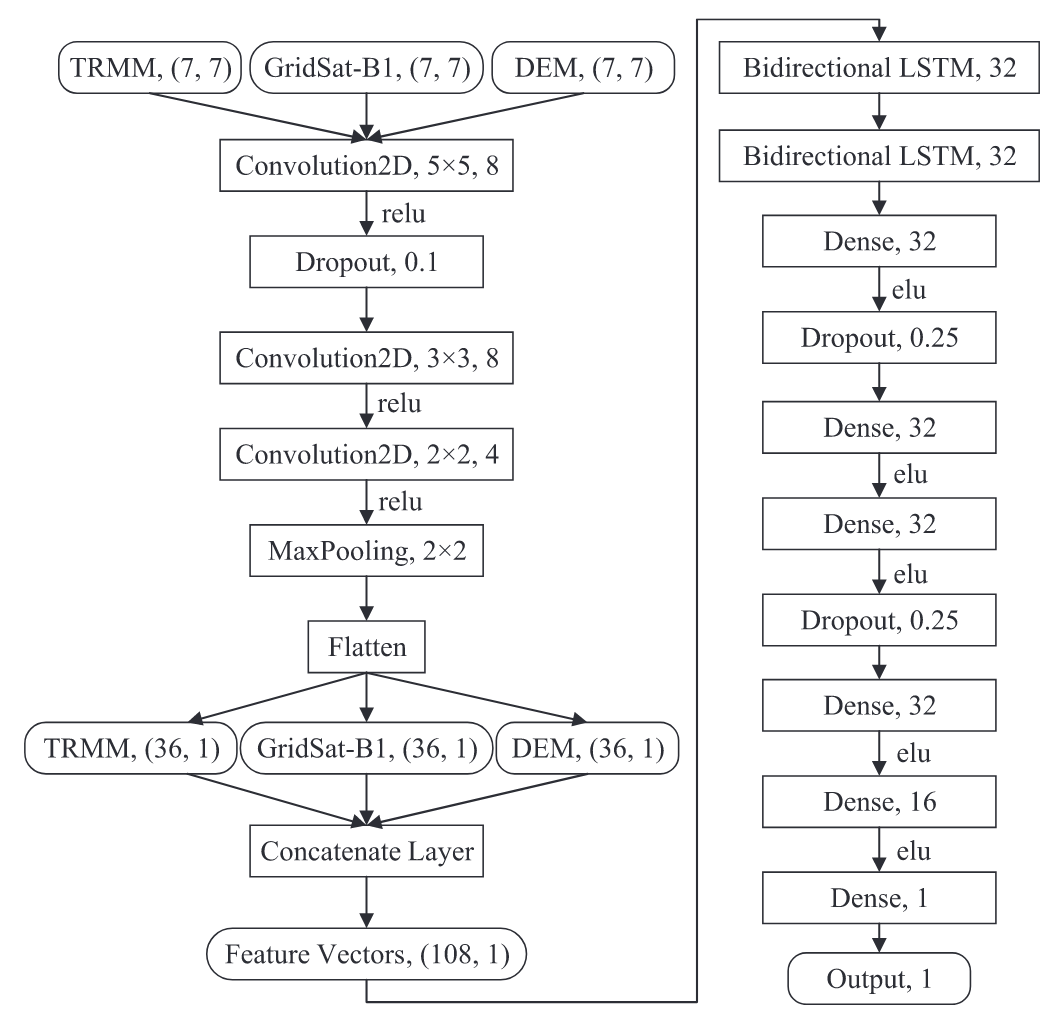 TRMM, (7, 7)
GridSat-B1, (7, 7)
DEM, (7, 7)
Convolution2D, 5×5, 8
relu
Dropout, 0.1
Convolution2D, 3×3, 8
relu
Convolution2D, 2×2, 4
relu
MaxPooling, 2×2
Flatten
TRMM, (36, 1)
GridSat-B1, (36, 1)
DEM, (36, 1)
Concatenate Layer
Feature Vectors, (108, 1)
Bidirectional LSTM, 32
Bidirectional LSTM, 32
Dense, 32
elu
Dropout, 0.25
Dense, 32
elu
Dense, 32
elu
Dropout, 0.25
Dense, 32
elu
Dense, 16
elu
Dense, 1
Output, 1